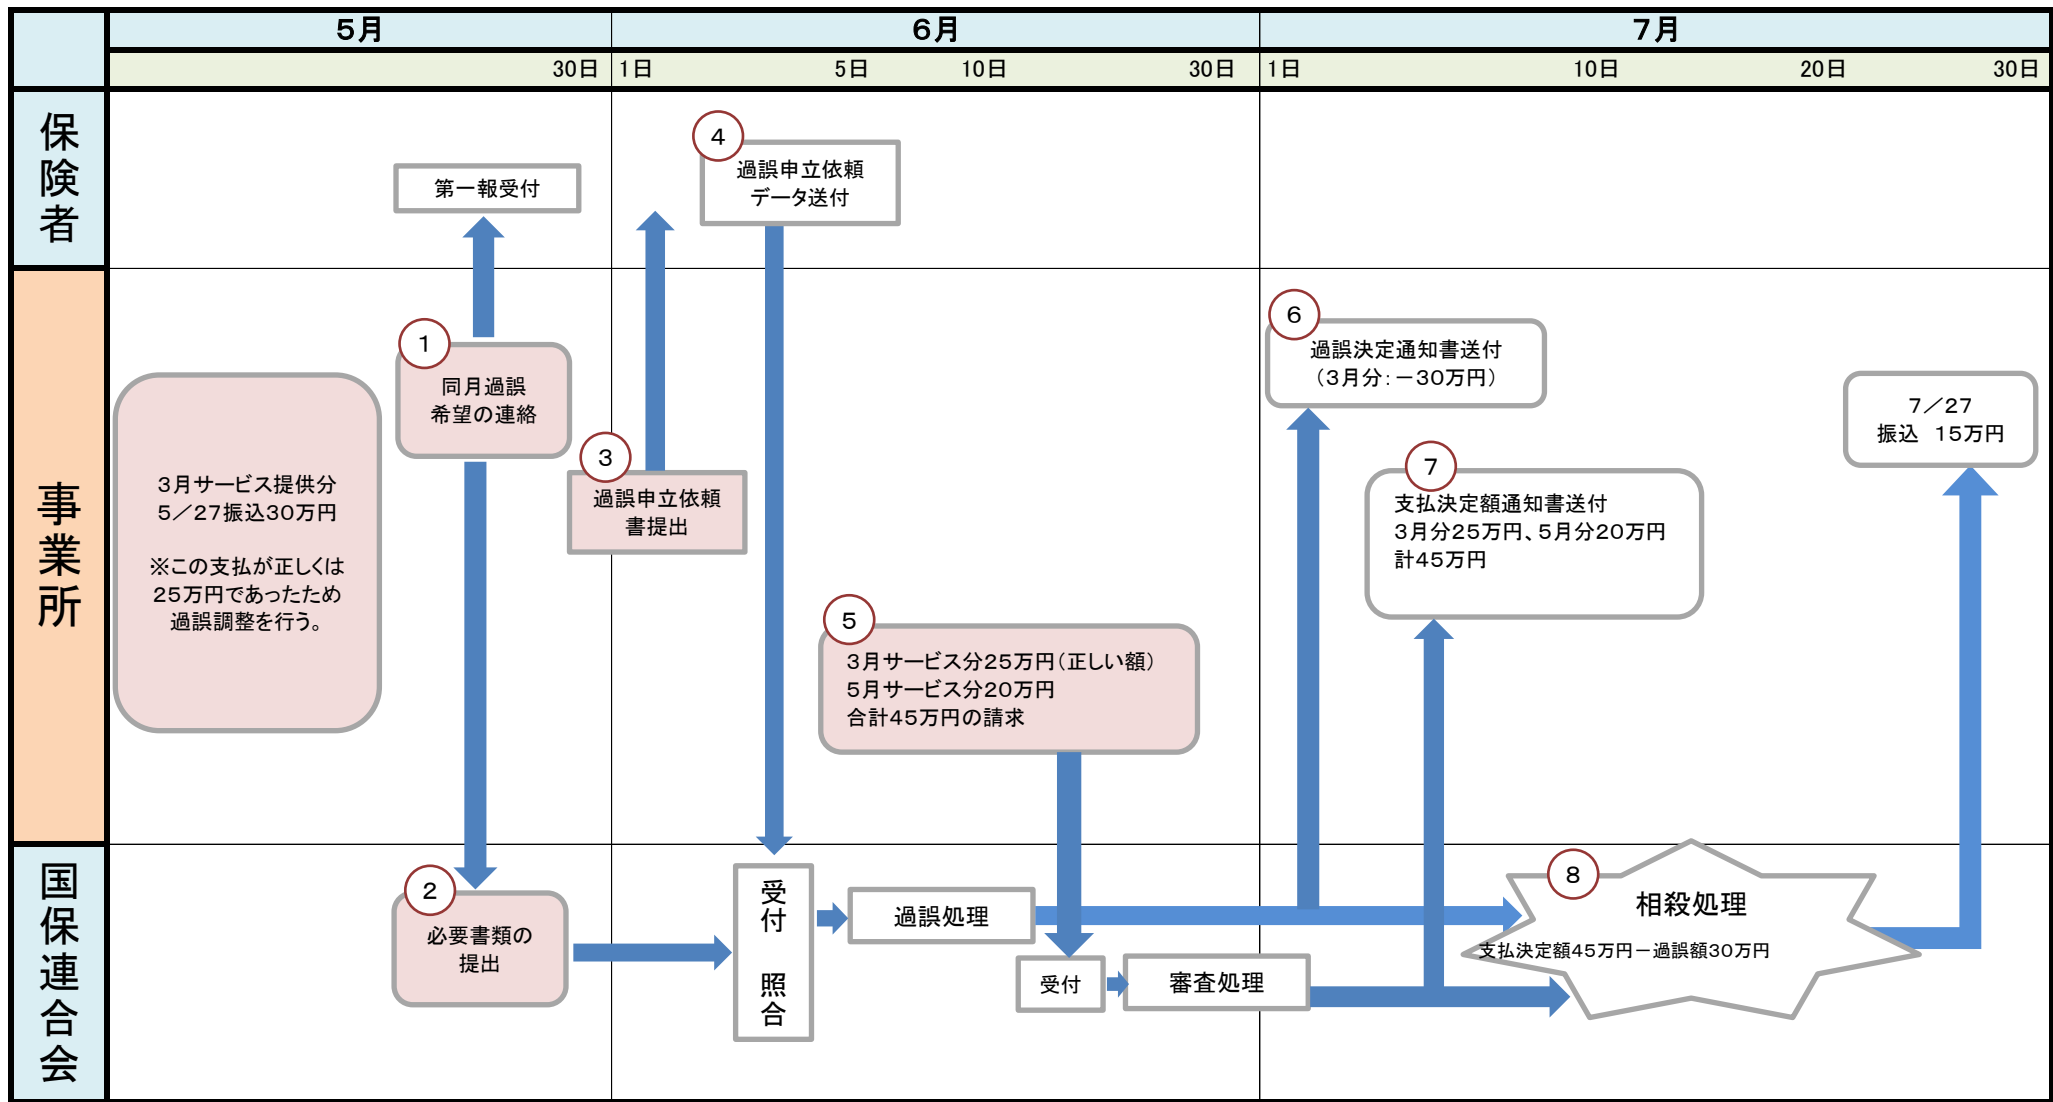 5月
6月
7月
30日
1日
5日
10日
30日
1日
10日
20日
30日
保険者
第一報受付
4
過誤申立依頼
データ送付
事業所
3月サービス提供分
5／27振込30万円
※この支払が正しくは
25万円であったため
過誤調整を行う。
1
同月過誤
希望の連絡
3
過誤申立依頼
書提出
5
3月サービス分25万円（正しい額）
5月サービス分20万円
合計45万円の請求
6
過誤決定通知書送付
（3月分：－30万円）
7
支払決定額通知書送付
3月分25万円、5月分20万円
計45万円
7／27
振込　15万円
国保連合会
2
必要書類の
提出
受付　照合
過誤処理
受付
審査処理
8
相殺処理
支払決定額45万円－過誤額30万円